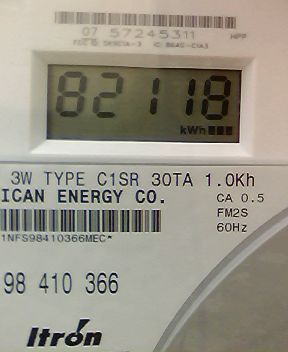 07 57245311
HPP
82118
kWh
3W TYPE C1SR 30TA 1.0Kh
ICAN ENERGY CO.
CA 0.5
FM2S
60Hz
1NFS98410366MEC*
98 410 366
Itron